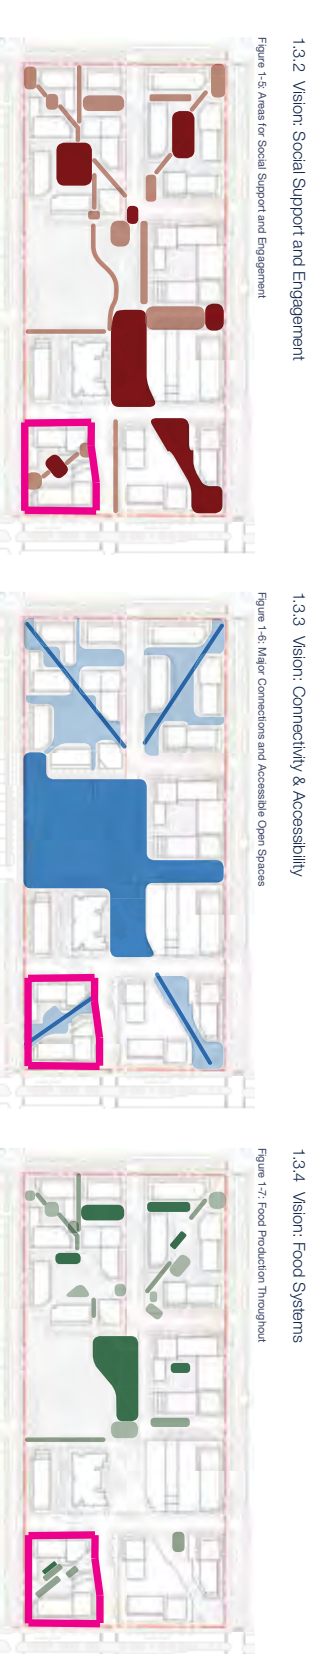 1.3.2 Vision: Social Support and Engagement
Figure 1-5: Areas for Social Support and Engagement
1.3.3 Vision: Connectivity & Accessibility
Figure 1-6: Major Connections and Accessible Open Spaces
1.3.4 Vision: Food Systems
Figure 1-7: Food Production Throughout